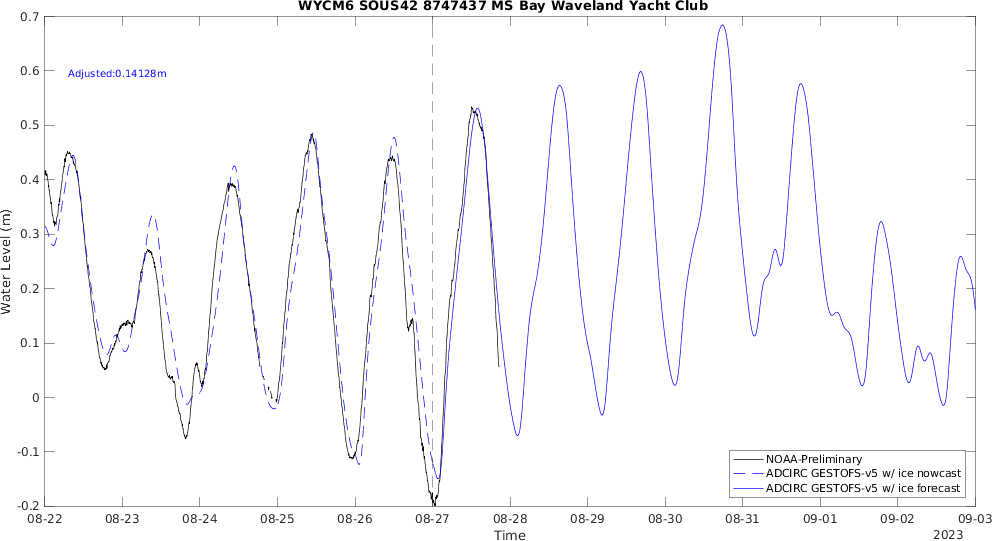 WYCM6 SOUS42 8747437 MS Bay Waveland Yacht Club
Adjusted:0.14128m
Water Level (m)
0.7
0.6
0.5
0.4
0.3
0.2
0.1
0
-0.1
-0.2
NOAA-Preliminary
ADCIRC GESTOFS-v5 w/ ice nowcast
ADCIRC GESTOFS-v5 w/ ice forecast
08-22 08-23 08-24 08-25 08-26 08-27 08-28 08-29 08-30 08-31 09-01 09-02 09-03
Time
2023